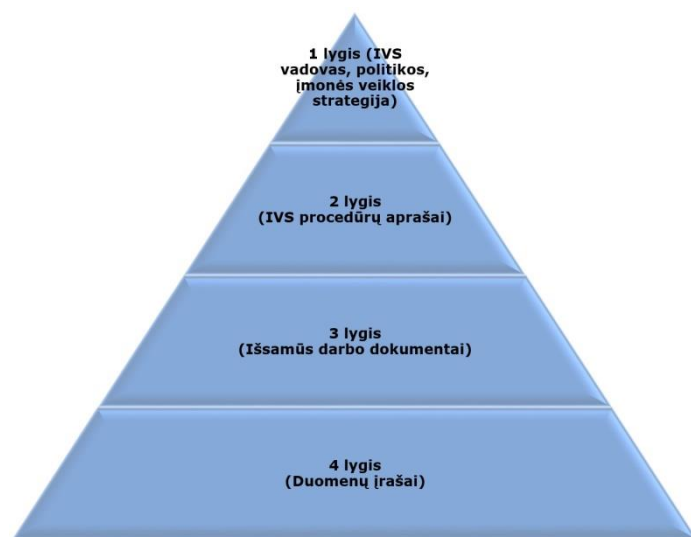 1 lygis (IVS
vadovas, politikos,
įmonės veiklos
strategija)
2 lygis
(IVS procedūrų aprašai)
3 lygis
(Išsamūs darbo dokumentai)
4 lygis
(Duomenų įrašai)